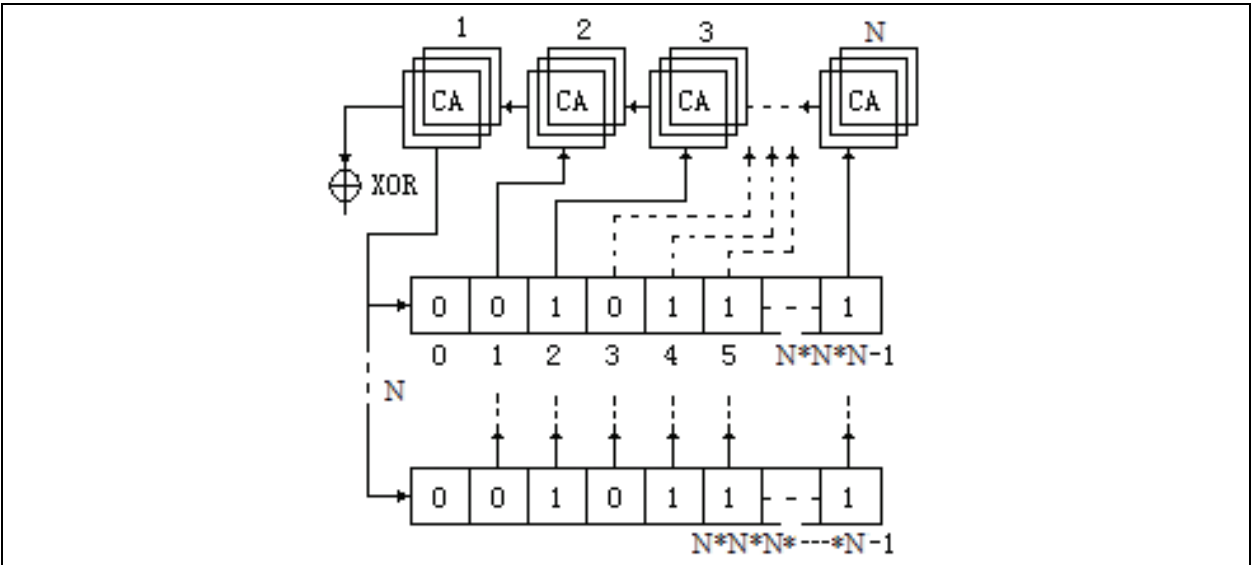 1 2 3 N
CA CA CA CA
XOR
0 0 1 0 1 1 1
0 1 2 3 4 5 N*N*N-1
N
0 0 1 0 1 1 1
N*N*N*---*N-1